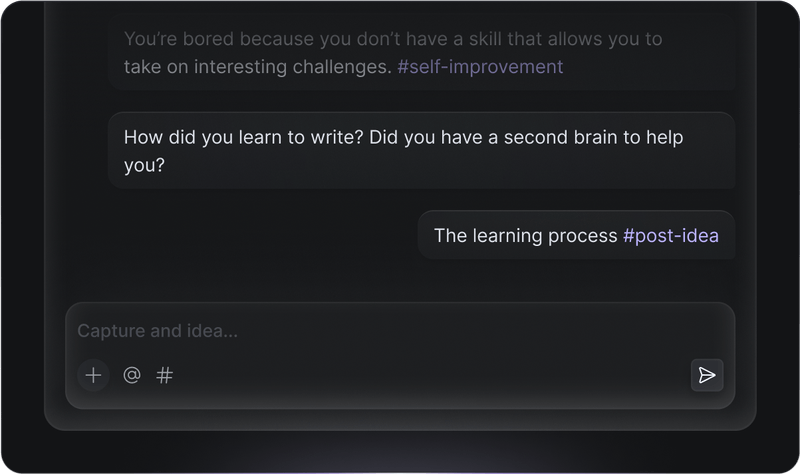 You’re bored because you don’t have a skill that allows you to
take on interesting challenges. #self-improvement
How did you learn to write? Did you have a second brain to help
you?
The learning process #post-idea
Capture and idea...
+ @ #